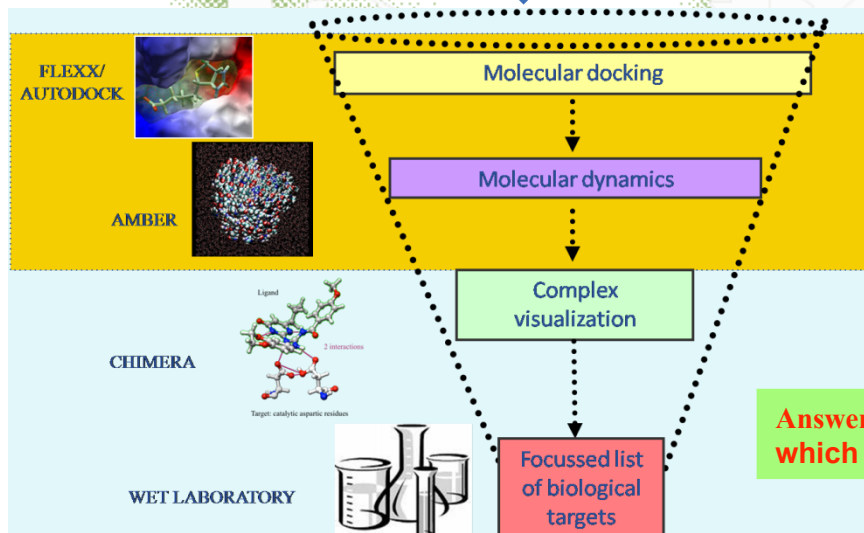 FLEXX/
AUTODOCK
Molecular docking
Molecular dynamics
AMBER
Complex
visualization
Ligand
2 interactions
CHIMERA
Target: catalytic aspartic residues
Answer
which
Focussed list
of biological
targets
WET LABORATORY